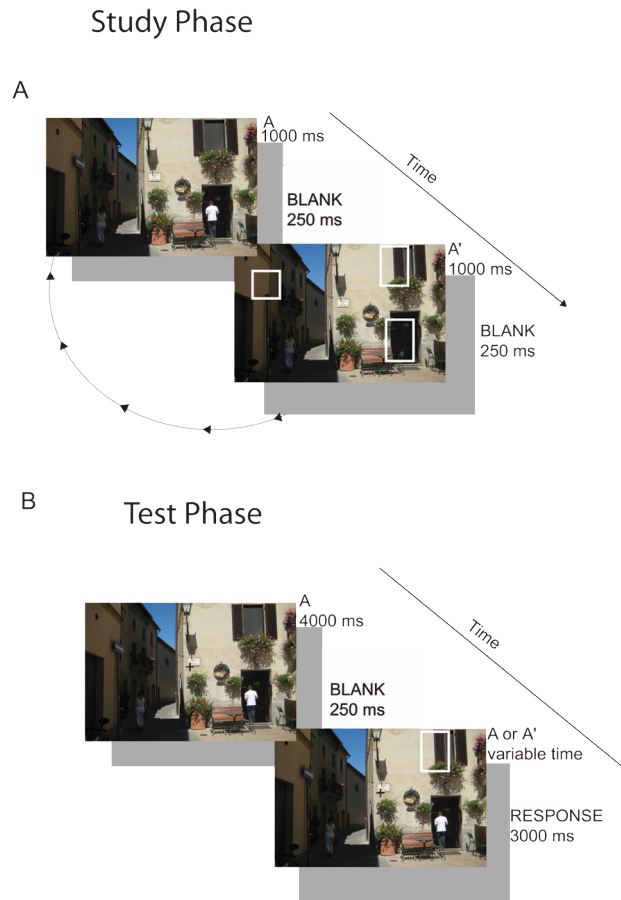 Study Phase
A
A
1000 ms
Time
BLANK
250 ms
A'
1000 ms
BLANK
250 ms
B
Test Phase
A
4000 ms
Time
BLANK
250 ms
A or A'
variable time
RESPONSE
3000 ms